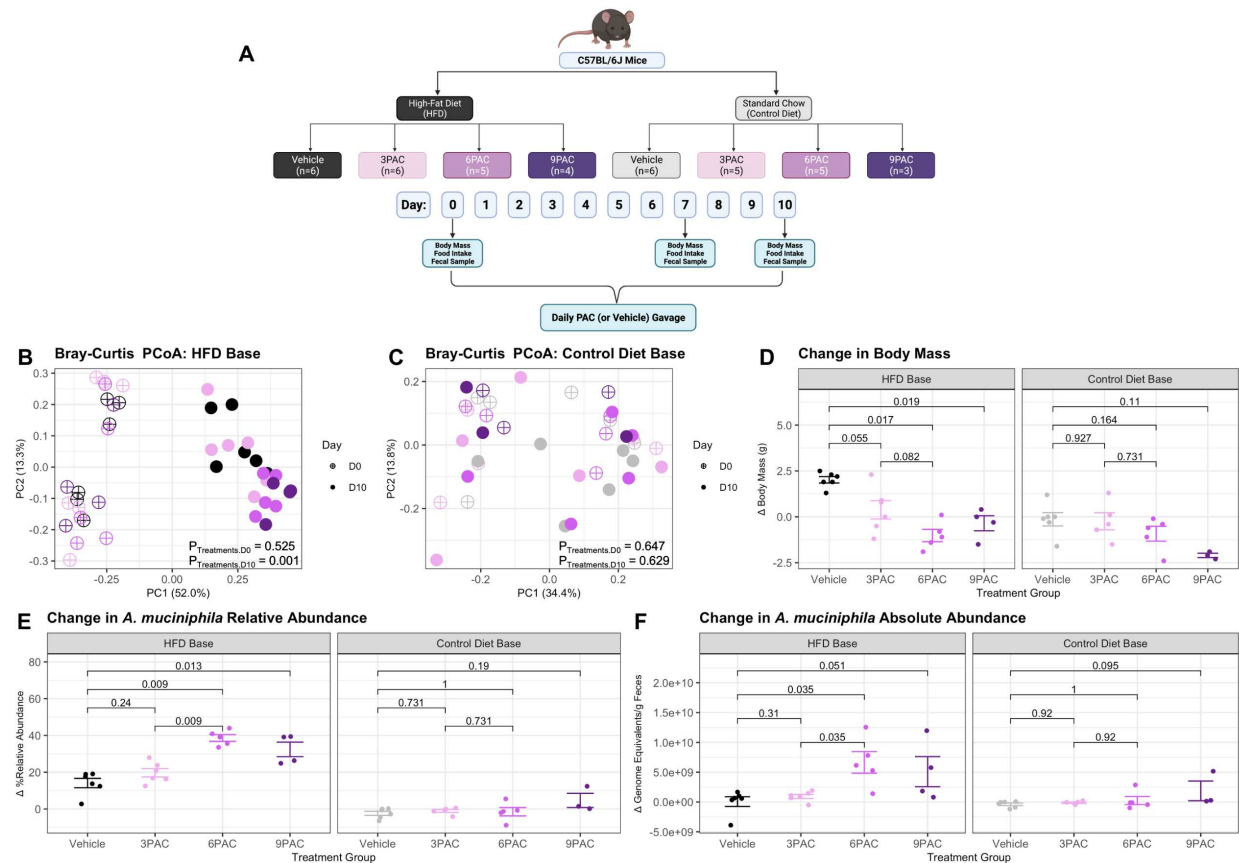 A
C57BL/6J Mice
High-Fat Diet
(HFD)
Standard Chow
(Control Diet)
Vehicle
(n=6)
3PAC
(n=6)
6PAC
(n=5)
9PAC
(n=4)
Vehicle
(n=6)
3PAC
(n=5)
6PAC
(n=5)
9PAC
(n=3)
Day: 0 1 2 3 4 5 6 7 8 9 10
Body Mass
Food Intake
Fecal Sample
Body Mass
Food Intake
Fecal Sample
Body Mass
Food Intake
Fecal Sample
Daily PAC (or Vehicle) Gavage
B Bray-Curtis PCoA: HFD Base
PC2 (13.3%)
0.3
0.2
0.1
0.0
-0.1
-0.2
-0.3
Day
D0
D10
P Treatments.D0 = 0.525
P Treatments.D10 = 0.001
-0.25 0.00 0.25
PC1 (52.0%)
C Bray-Curtis PCoA: Control Diet Base
PC2 (13.8%)
0.2
0.0
-0.2
Day
D0
D10
P Treatments.D0 = 0.647
P Treatments.D10 = 0.629
-0.2 0.0 0.2
PC1 (34.4%)
D Change in Body Mass
HFD Base Control Diet Base
Δ Body Mass (g)
5.0
2.5
0.0
-2.5
0.019
0.017
0.055
0.082
0.11
0.164
0.927
0.731
Vehicle 3PAC 6PAC 9PAC Vehicle 3PAC 6PAC 9PAC
Treatment Group
E Change in A. muciniphila Relative Abundance
HFD Base Control Diet Base
Δ %Relative Abundance
80
60
40
20
0
0.013
0.009
0.24
0.009
0.19
1
0.731
0.731
Vehicle 3PAC 6PAC 9PAC Vehicle 3PAC 6PAC 9PAC
Treatment Group
F Change in A. muciniphila Absolute Abundance
HFD Base Control Diet Base
Δ Genome Equivalents/g Feces
2.0e+10
1.5e+10
1.0e+10
5.0e+09
0.0e+00
-5.0e+09
0.051
0.035
0.31
0.035
0.095
1
0.92
0.92
Vehicle 3PAC 6PAC 9PAC Vehicle 3PAC 6PAC 9PAC
Treatment Group